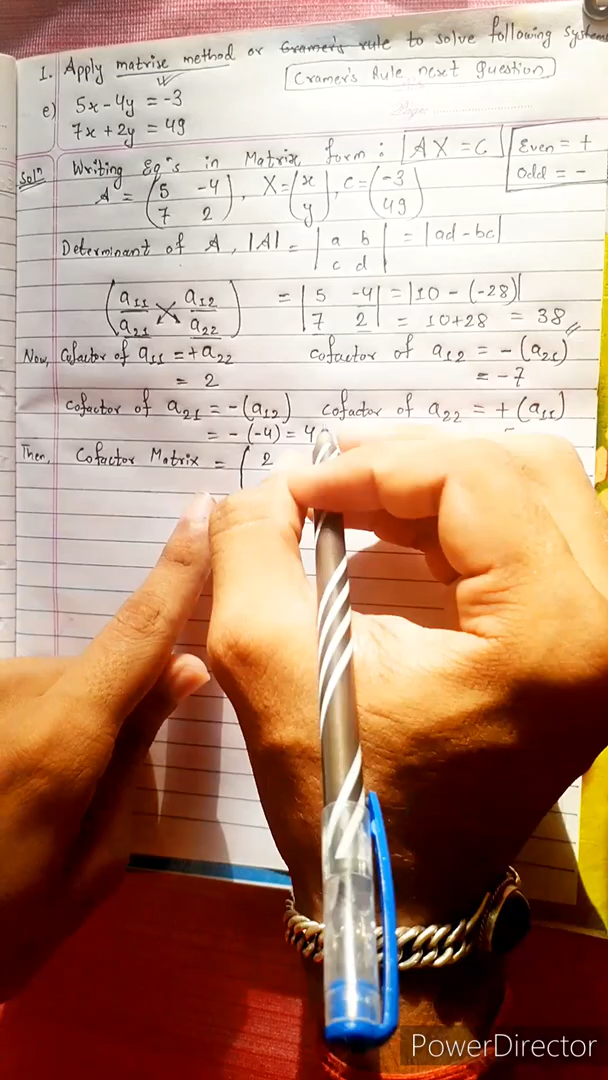 1. Apply matrise method or Cramer's rule to solve following System
Cramer's Rule next Question
e) 5x - 4y = -3
7x + 2y = 49
Page:
Solⁿ Writing Eqⁿs in Matrix form: AX = C
Even = +
Odd = -
A = (5 -4 7 2), X = (x y), C = (-3 49)
Determinant of A, |A| = |a b c d| = |ad - bc|
(a11 a12 a21 a22) = |5 -4 7 2| = |10 - (-28)|
= 10 + 28 = 38
Now, Cofactor of a11 = + a22 cofactor of a12 = -(a21)
= 2 = -7
cofactor of a21 = -(a12) Cofactor of a22 = +(a11)
= -(-4) = 4
Then, Cofactor Matrix = ( 2
PowerDirector